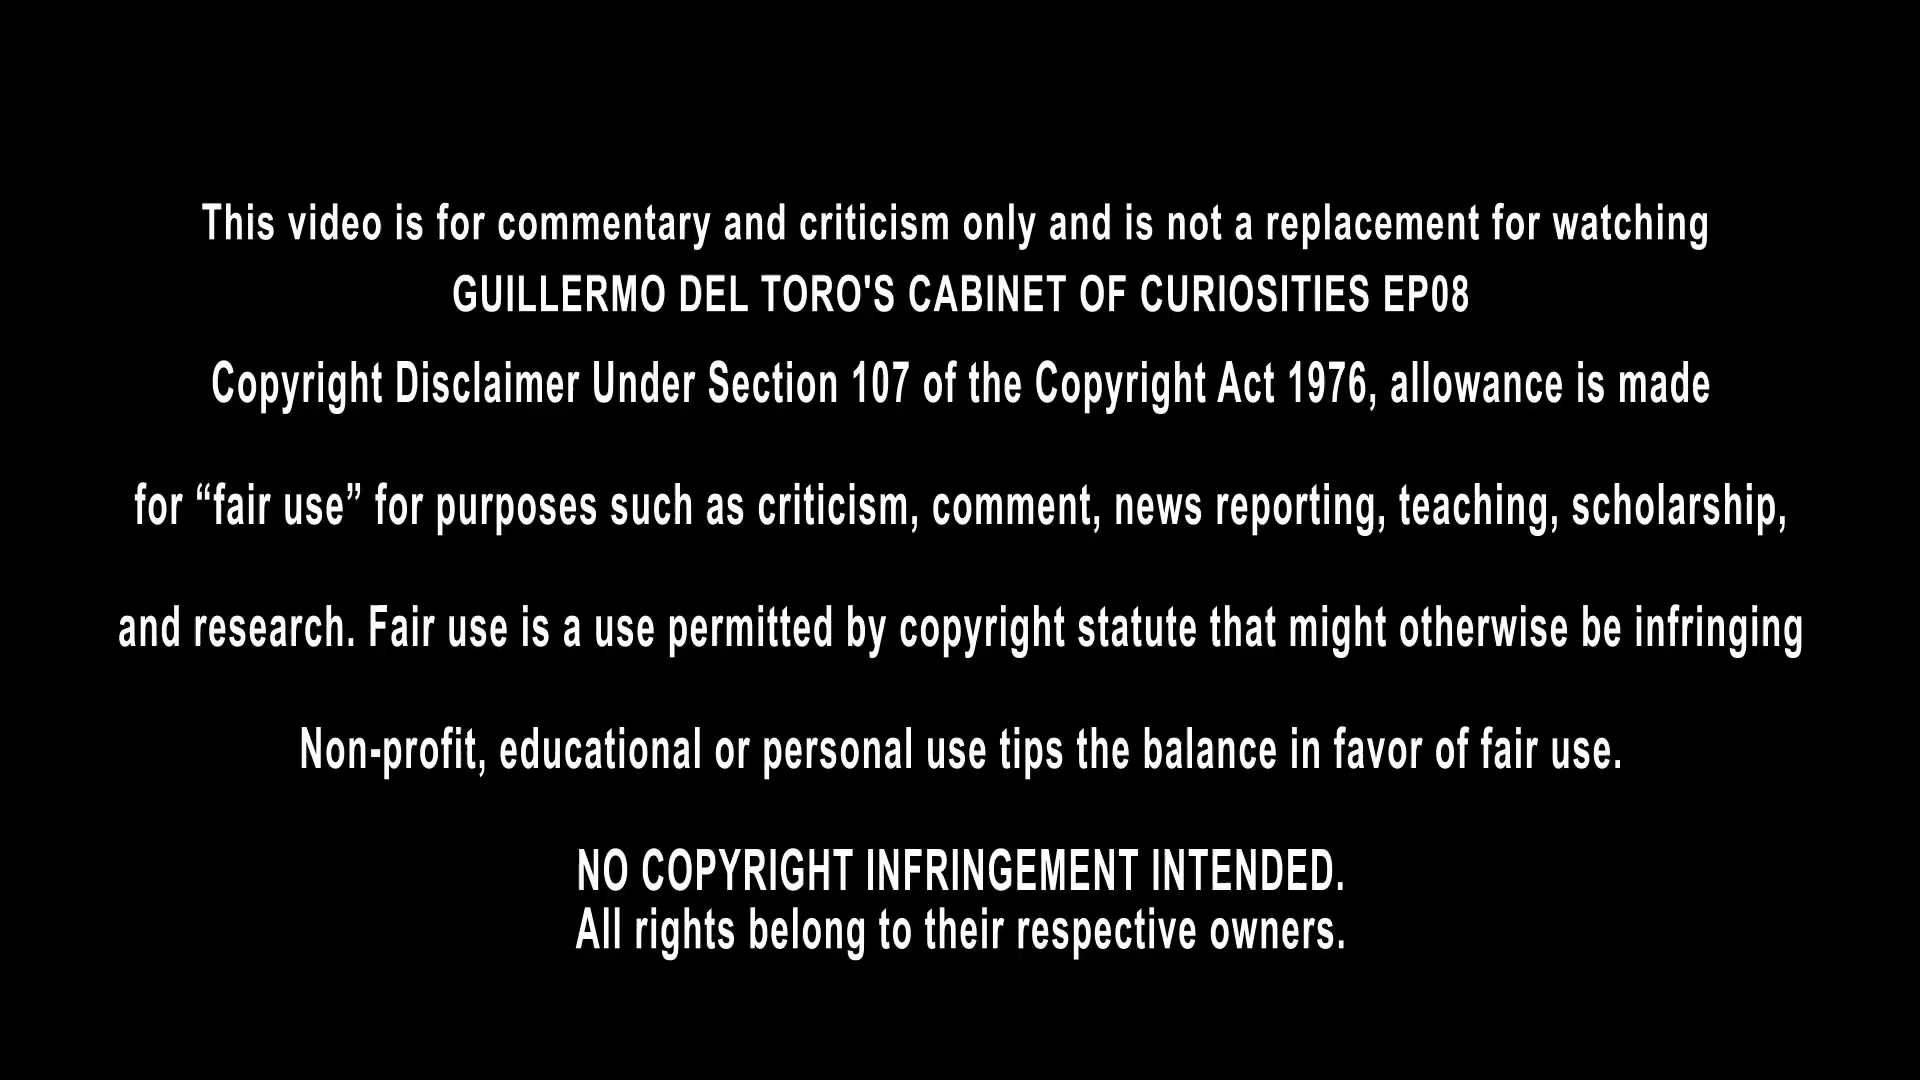 This video is for commentary and criticism only and is not a replacement for watching
GUILLERMO DEL TORO'S CABINET OF CURIOSITIES EP08
Copyright Disclaimer Under Section 107 of the Copyright Act 1976, allowance is made
for “fair use” for purposes such as criticism, comment, news reporting, teaching, scholarship,
and research. Fair use is a use permitted by copyright statute that might otherwise be infringing
Non-profit, educational or personal use tips the balance in favor of fair use.
NO COPYRIGHT INFRINGEMENT INTENDED.
All rights belong to their respective owners.